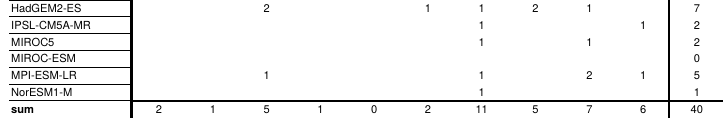 HadGEM2-ES 2 1 1 2 1 7
IPSL-CM5A-MR 1 1 2
MIROC5 1 1 2
MIROC-ESM 0
MPI-ESM-LR 1 1 2 1 5
NorESM1-M 1 1
sum 2 1 5 1 0 2 11 5 7 6 40